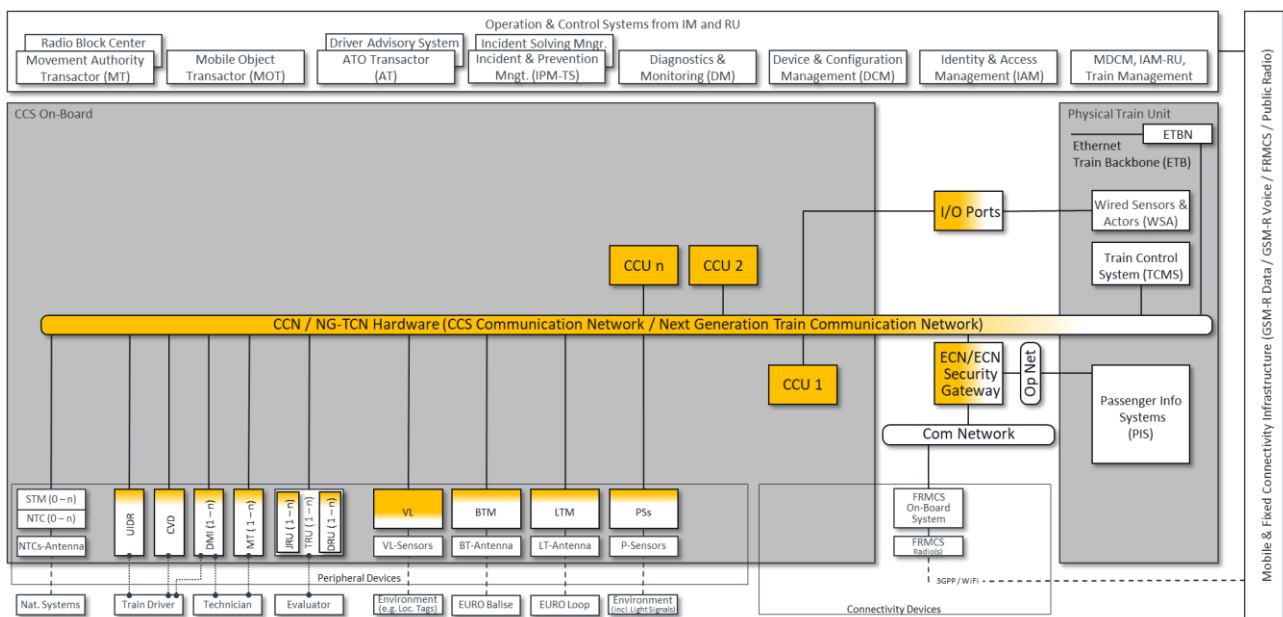 Operation & Control Systems from IM and RU
Radio Block Center
Movement Authority
Transactor (MT)
Mobile Object
Transactor (MOT)
Driver Advisory System
ATO Transactor
(AT)
Incident Solving Mngr.
Incident & Prevention
Mngt. (IPM-TS)
Diagnostics &
Monitoring (DM)
Device & Configuration
Management (DCM)
Identity & Access
Management (IAM)
MDCM, IAM-RU,
Train Management
Mobile & Fixed Connectivity Infrastructure (GSM-R Data / GSM-R Voice / FRMCS / Public Radio)
CCS On-Board
Physical Train Unit
ETBN
Ethernet
Train Backbone (ETB)
I/O Ports
Wired Sensors &
Actors (WSA)
CCU n
CCU 2
Train Control
System (TCMS)
CCN / NG-TCN Hardware (CCS Communication Network / Next Generation Train Communication Network)
CCU 1
ECN/ECN
Security
Gateway
Op Net
Passenger Info
Systems
(PIS)
Com Network
STM (0 – n)
NTC (0 – n)
UIDR
CVD
DMI (1 – n)
MT (1 – n)
JRU (1 – n)
TRU (1 – n)
DRU (1 – n)
VL
BTM
LTM
PSs
FRMCS
On-Board
System
NTCs-Antenna
VL-Sensors
BT-Antenna
LT-Antenna
P-Sensors
FRMCS
Radio(s)
3GPP / WiFi
Peripheral Devices
Nat. Systems
Train Driver
Technician
Evaluator
Environment
(e.g. Loc. Tags)
EURO Balise
EURO Loop
Environment
(incl. Light Signals)
Connectivity Devices